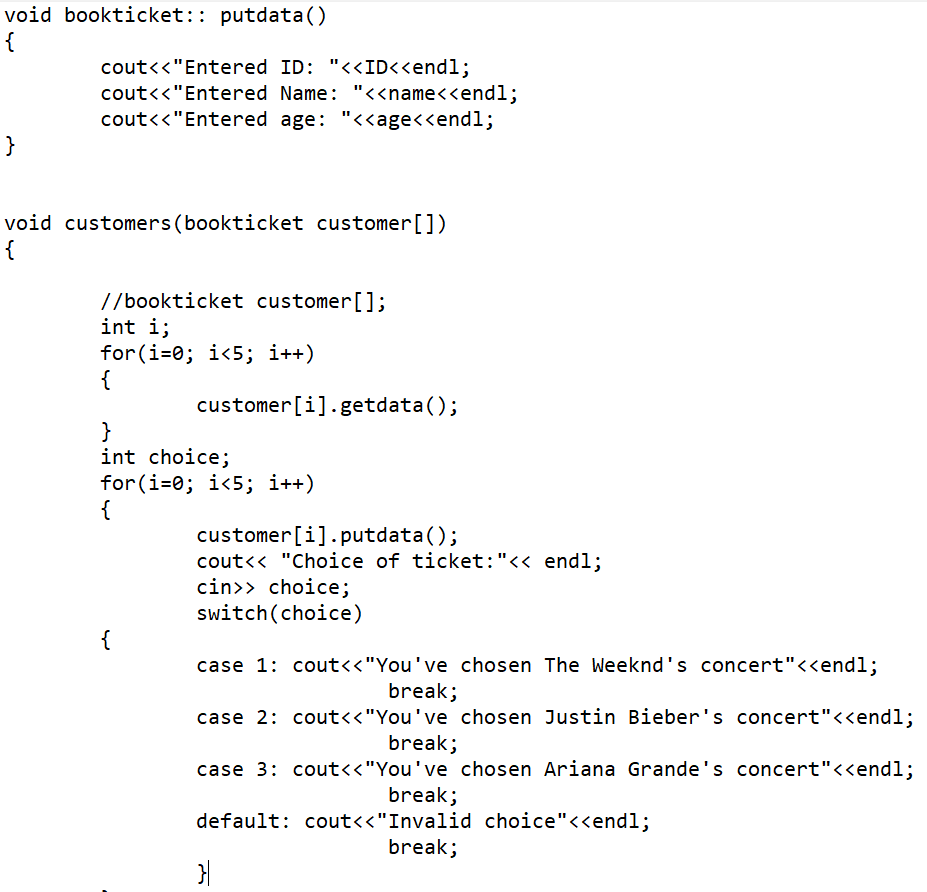 void bookticket:: putdata()
{
cout<<"Entered ID: "<<ID<<endl;
cout<<"Entered Name: "<<name<<endl;
cout<<"Entered age: "<<age<<endl;
}
void customers(bookticket customer[])
{
//bookticket customer[];
int i;
for(i=0; i<5; i++)
{
customer[i].getdata();
}
int choice;
for(i=0; i<5; i++)
{
customer[i].putdata();
cout<< "Choice of ticket:"<< endl;
cin>> choice;
switch(choice)
{
case 1: cout<<"You've chosen The Weeknd's concert"<<endl;
break;
case 2: cout<<"You've chosen Justin Bieber's concert"<<endl;
break;
case 3: cout<<"You've chosen Ariana Grande's concert"<<endl;
break;
default: cout<<"Invalid choice"<<endl;
break;
}